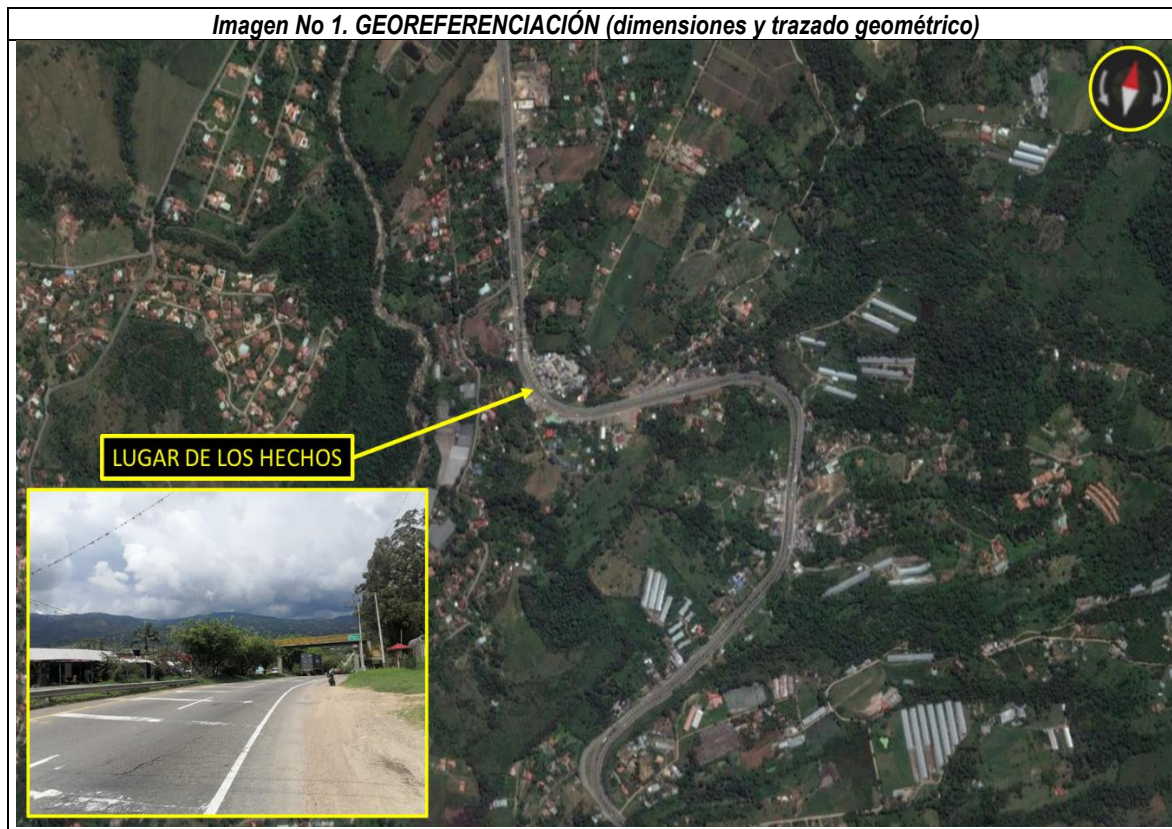 Imagen No 1. GEOREFERENCIACIÓN (dimensiones y trazado geométrico)
LUGAR DE LOS HECHOS